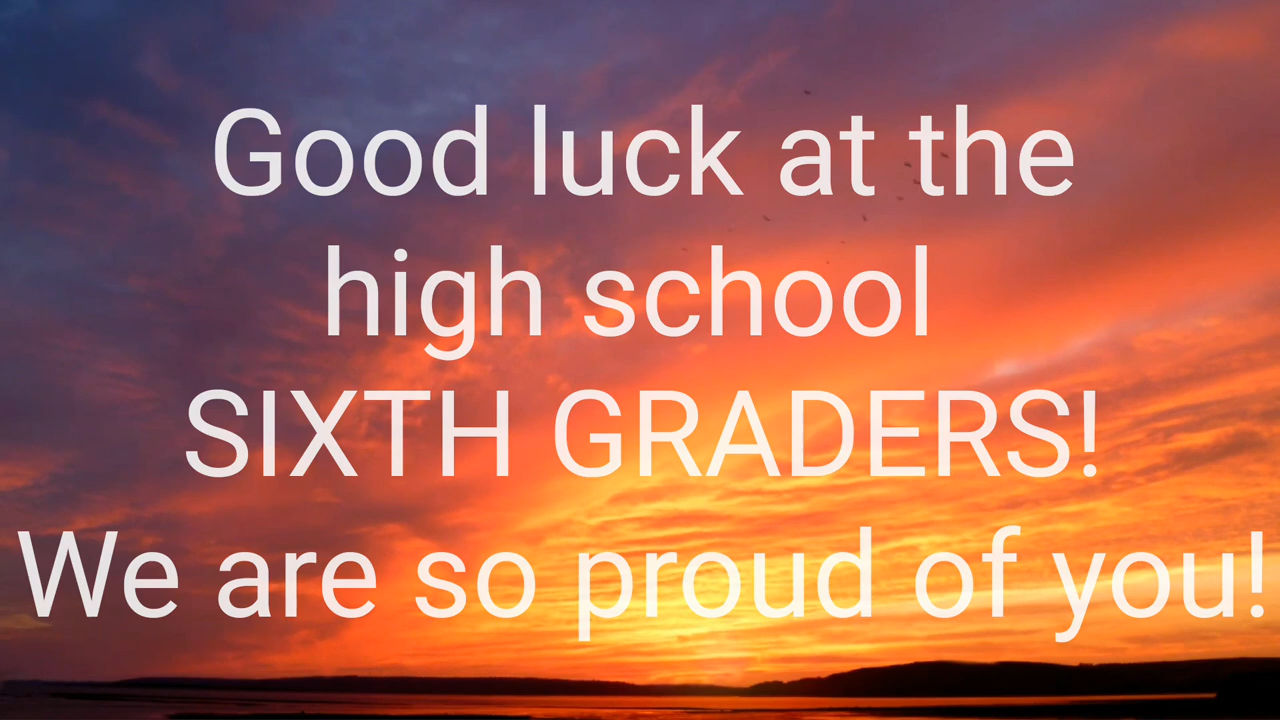 Good luck at the
high school
SIXTH GRADERS!
We are so proud of you!